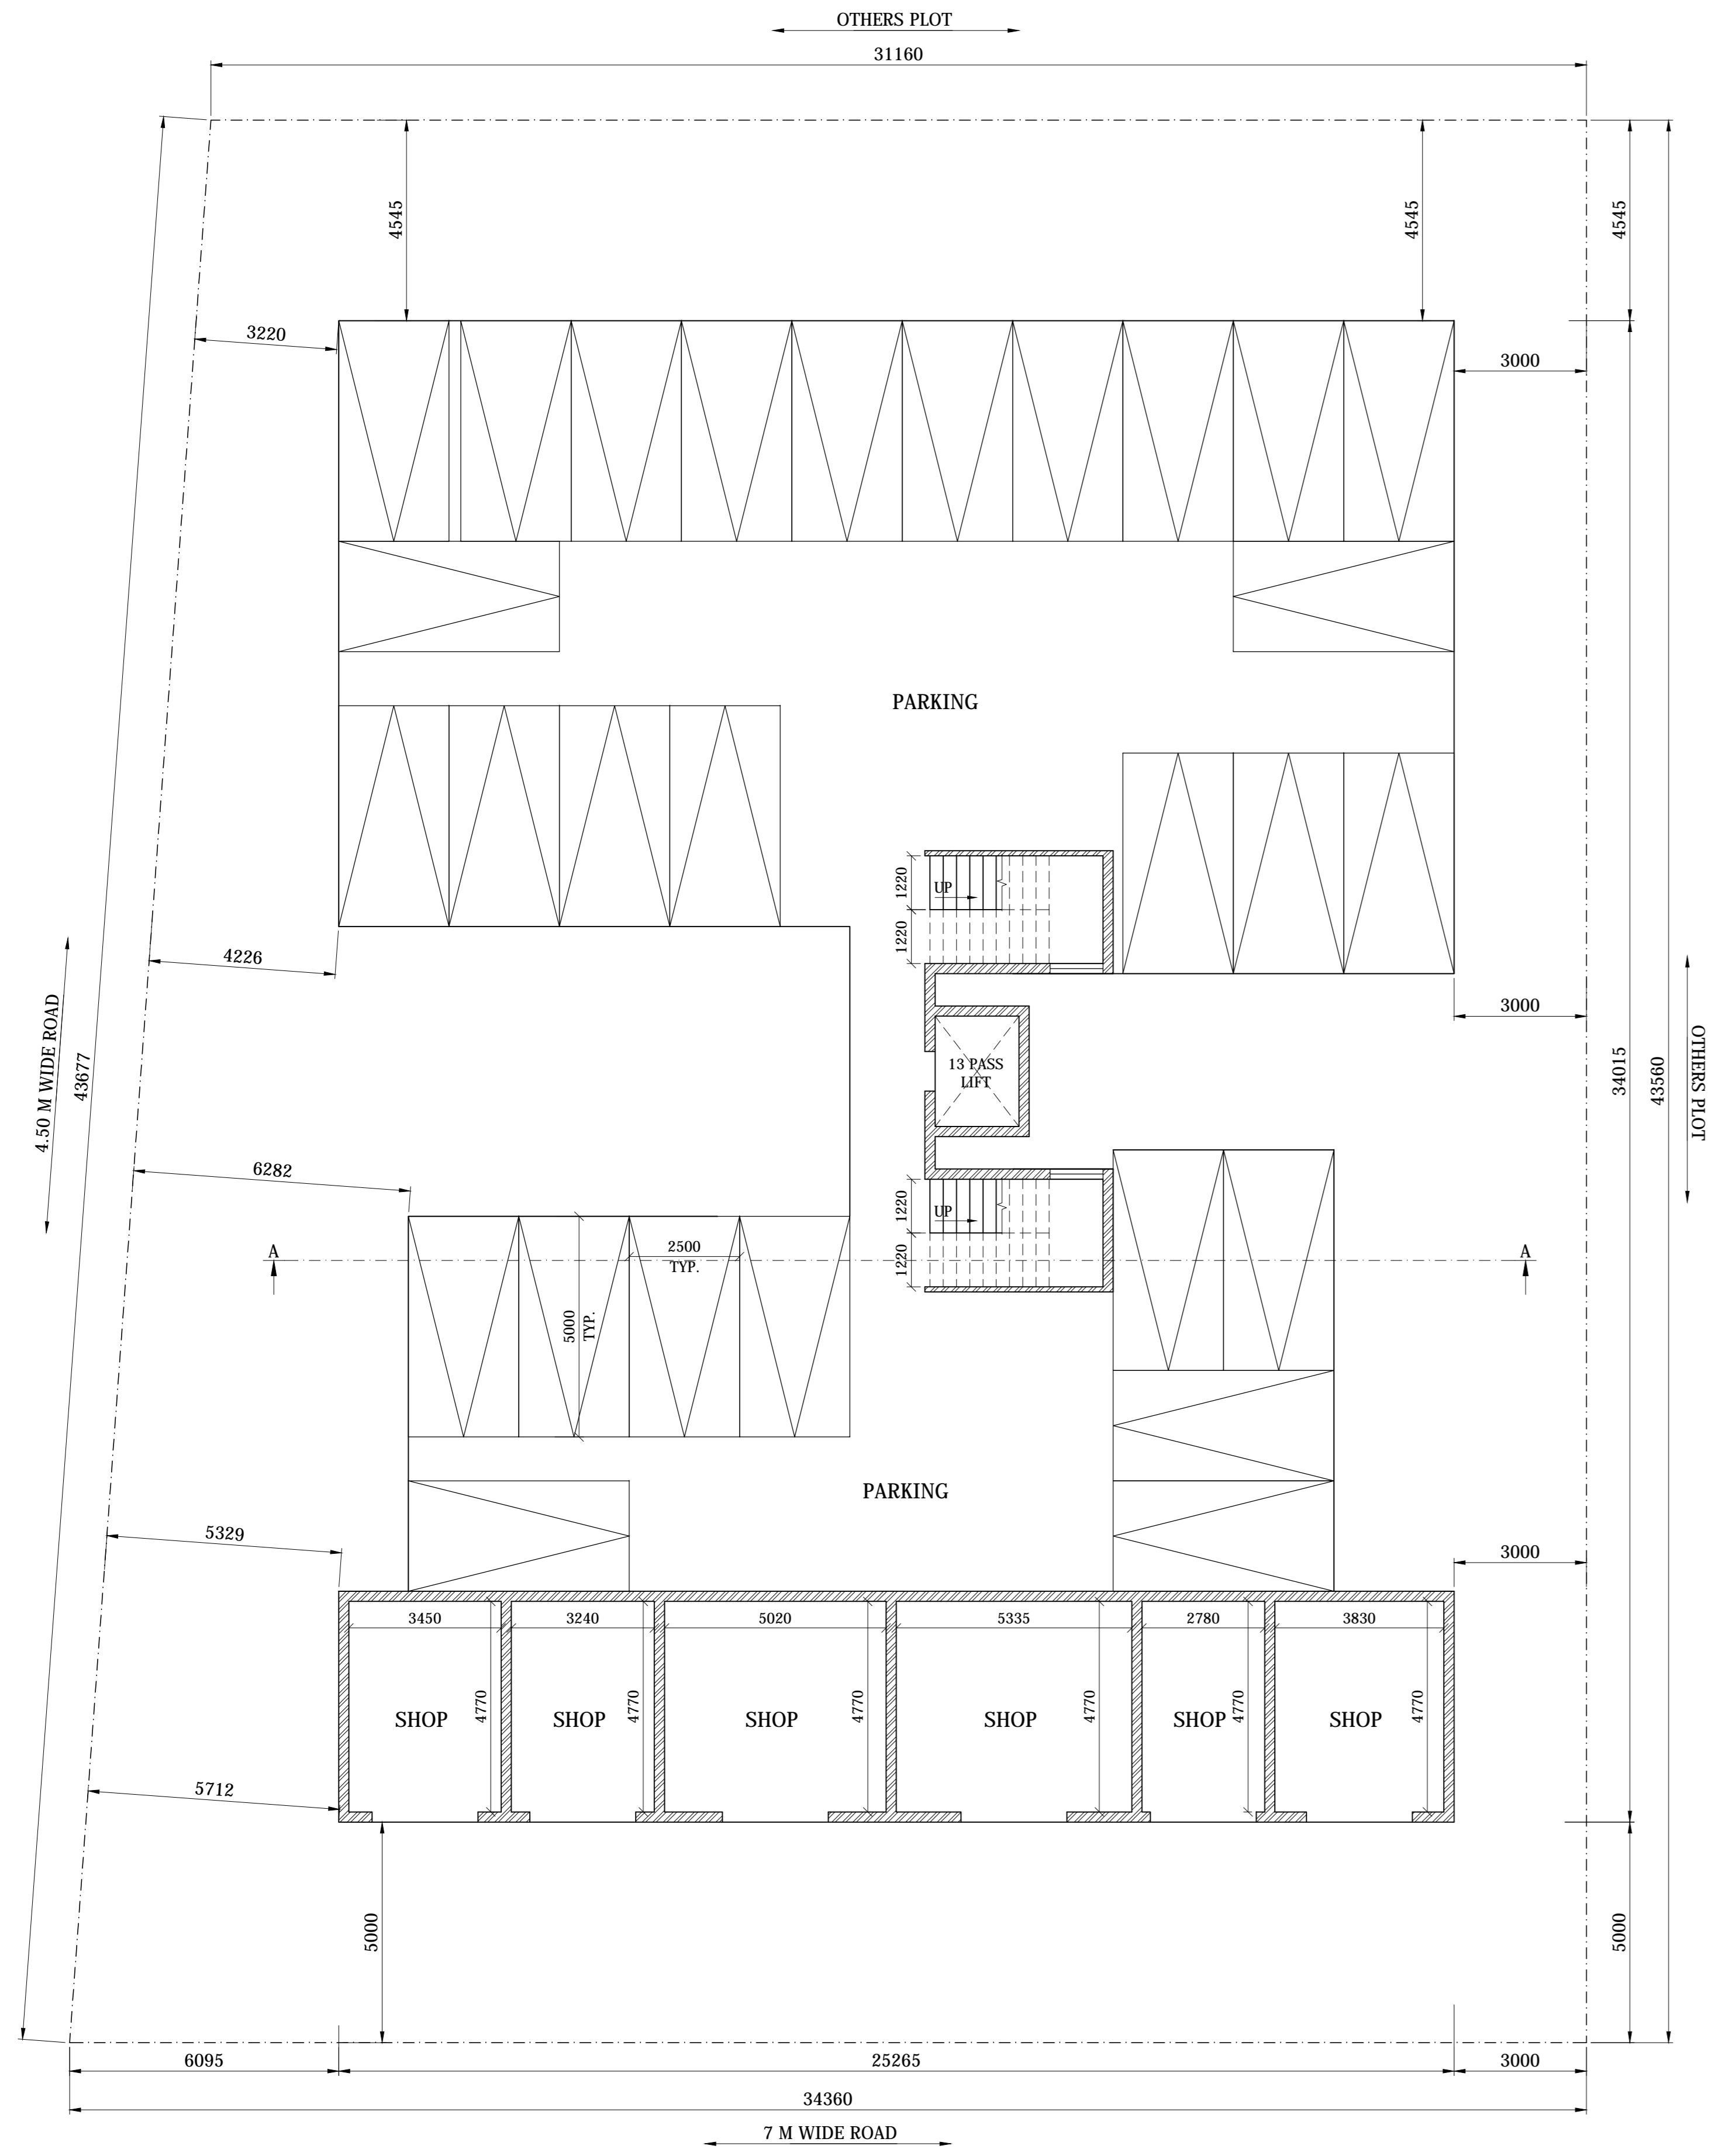 OTHERS PLOT
31160
4545
4545
4545
3220
3000
PARKING
1220
UP
1220
4226
3000
4.50 M WIDE ROAD
43677
13 PASS
LIFT
34015
43560
OTHERS PLOT
6282
1220
UP
1220
A
2500
TYP.
A
5000
TYP.
PARKING
5329
3000
3450
3240
5020
5335
2780
3830
SHOP
4770
SHOP
4770
SHOP
4770
SHOP
4770
SHOP
4770
SHOP
4770
5712
5000
5000
6095
25265
3000
34360
7 M WIDE ROAD